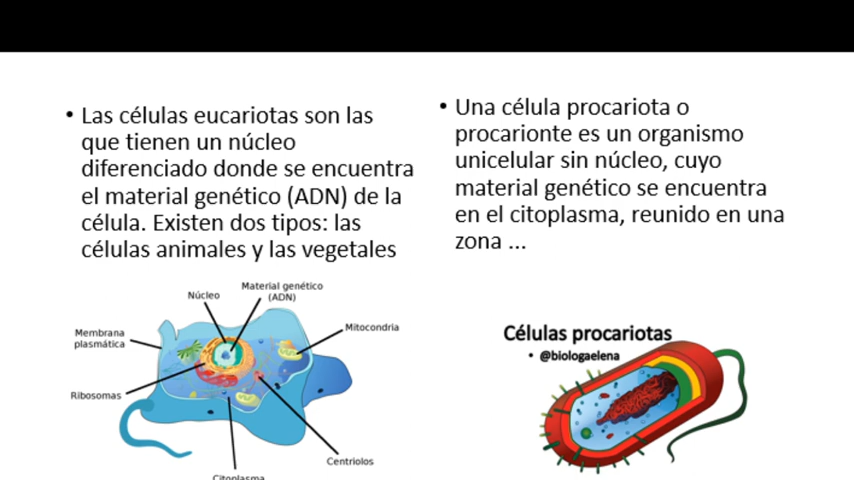 • Las células eucariotas son las
que tienen un núcleo
diferenciado donde se encuentra
el material genético (ADN) de la
célula. Existen dos tipos: las
células animales y las vegetales
• Una célula procariota o
procarionte es un organismo
unicelular sin núcleo, cuyo
material genético se encuentra
en el citoplasma, reunido en una
zona ...
Núcleo
Material genético
(ADN)
Membrana
plasmática
Mitocondria
Ribosomas
Centriolos
Citoplasma
Células procariotas
• @biologaelena